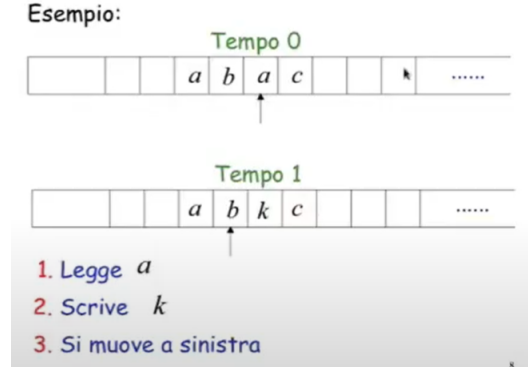 Esempio:
Tempo 0
a b a c ......
Tempo 1
a b k c ......
1. Legge a
2. Scrive k
3. Si muove a sinistra